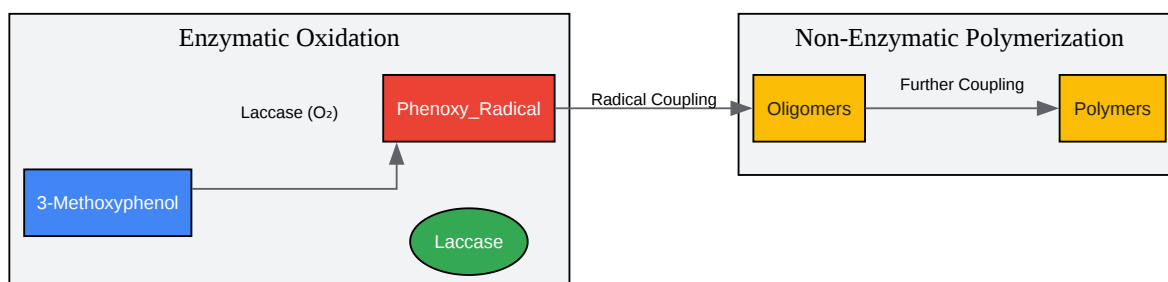 Enzymatic Oxidation
Non-Enzymatic Polymerization
Laccase (O₂)
Phenoxy_Radical
Radical Coupling
Oligomers
Further Coupling
Polymers
3-Methoxyphenol
Laccase